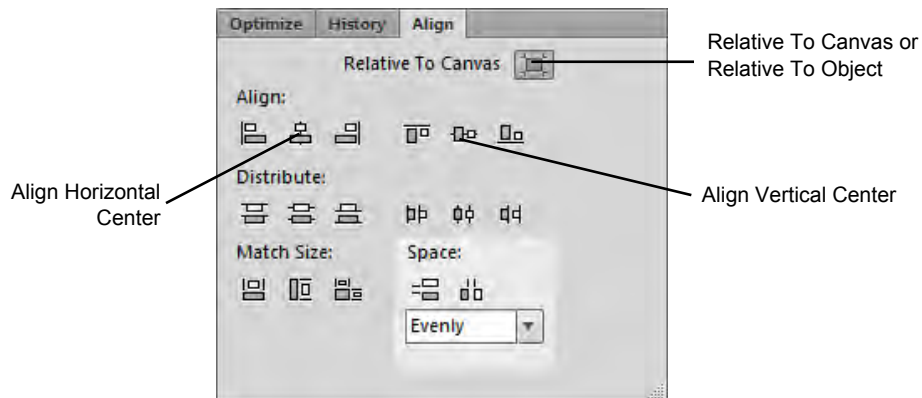 Optimize History Align
Relative To Canvas
Relative To Canvas or
Relative To Object
Align:
Align Horizontal
Center
Align Vertical Center
Distribute:
Match Size:
Space:
Evenly